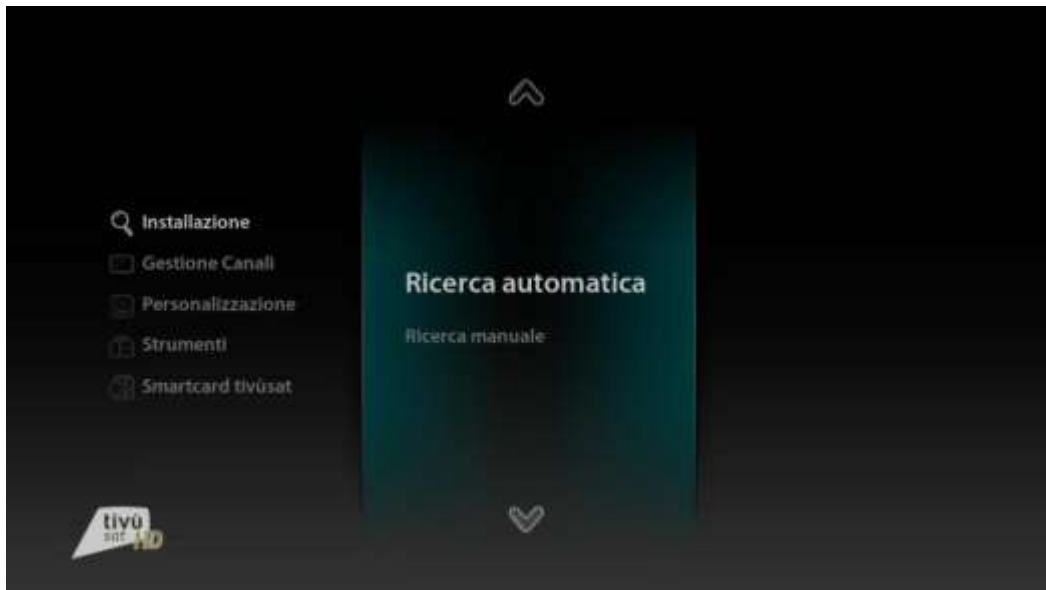 Installazione
Gestione Canali
Personalizzazione
Strumenti
Smartcard tivùsat
Ricerca automatica
Ricerca manuale
tivù
sat HD